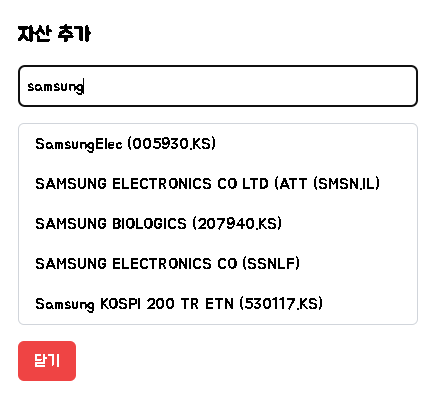 자산 추가
samsung
SamsungElec (005930.KS)
SAMSUNG ELECTRONICS CO LTD (ATT (SMSN.IL)
SAMSUNG BIOLOGICS (207940.KS)
SAMSUNG ELECTRONICS CO (SSNLF)
Samsung KOSPI 200 TR ETN (530117.KS)
닫기